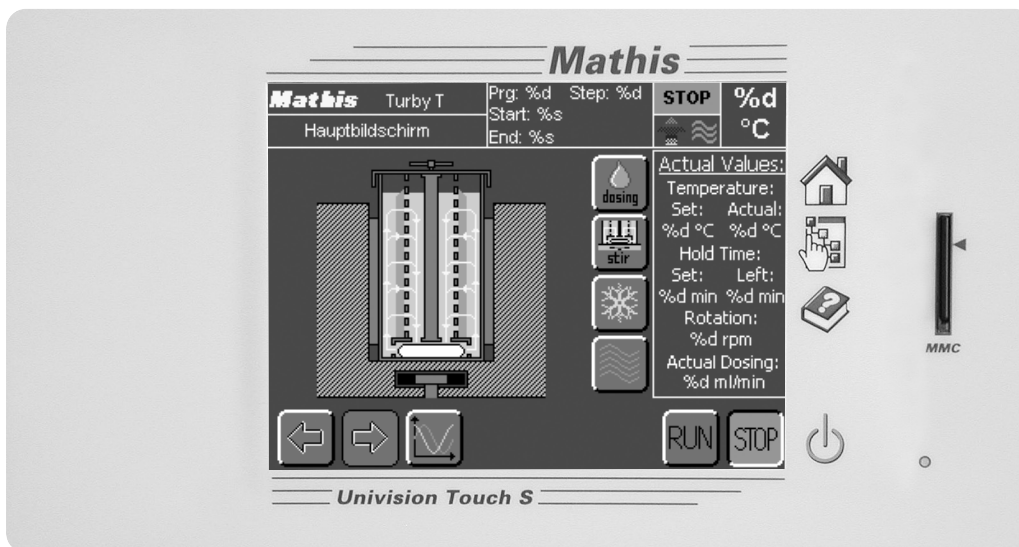 Mathis
Mathis Turby T
Hauptbildschirm
Prg: %d Step: %d
Start: %s
End: %s
STOP
%d
°C
dosing
stir
Actual Values:
Temperature:
Set: Actual:
%d °C %d °C
Hold Time:
Set: Left:
%d min %d min
Rotation:
%d rpm
Actual Dosing:
%d ml/min
RUN
STOP
MMC
Univision Touch S